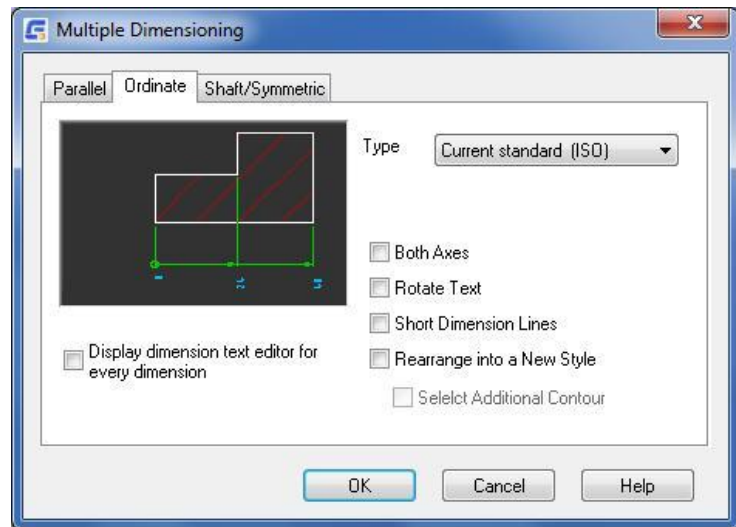 Multiple Dimensioning
Parallel Ordinate Shaft/Symmetric
Type Current standard (ISO)
Both Axes
Rotate Text
Short Dimension Lines
Display dimension text editor for
every dimension
Rearrange into a New Style
Selelct Additional Contour
OK Cancel Help